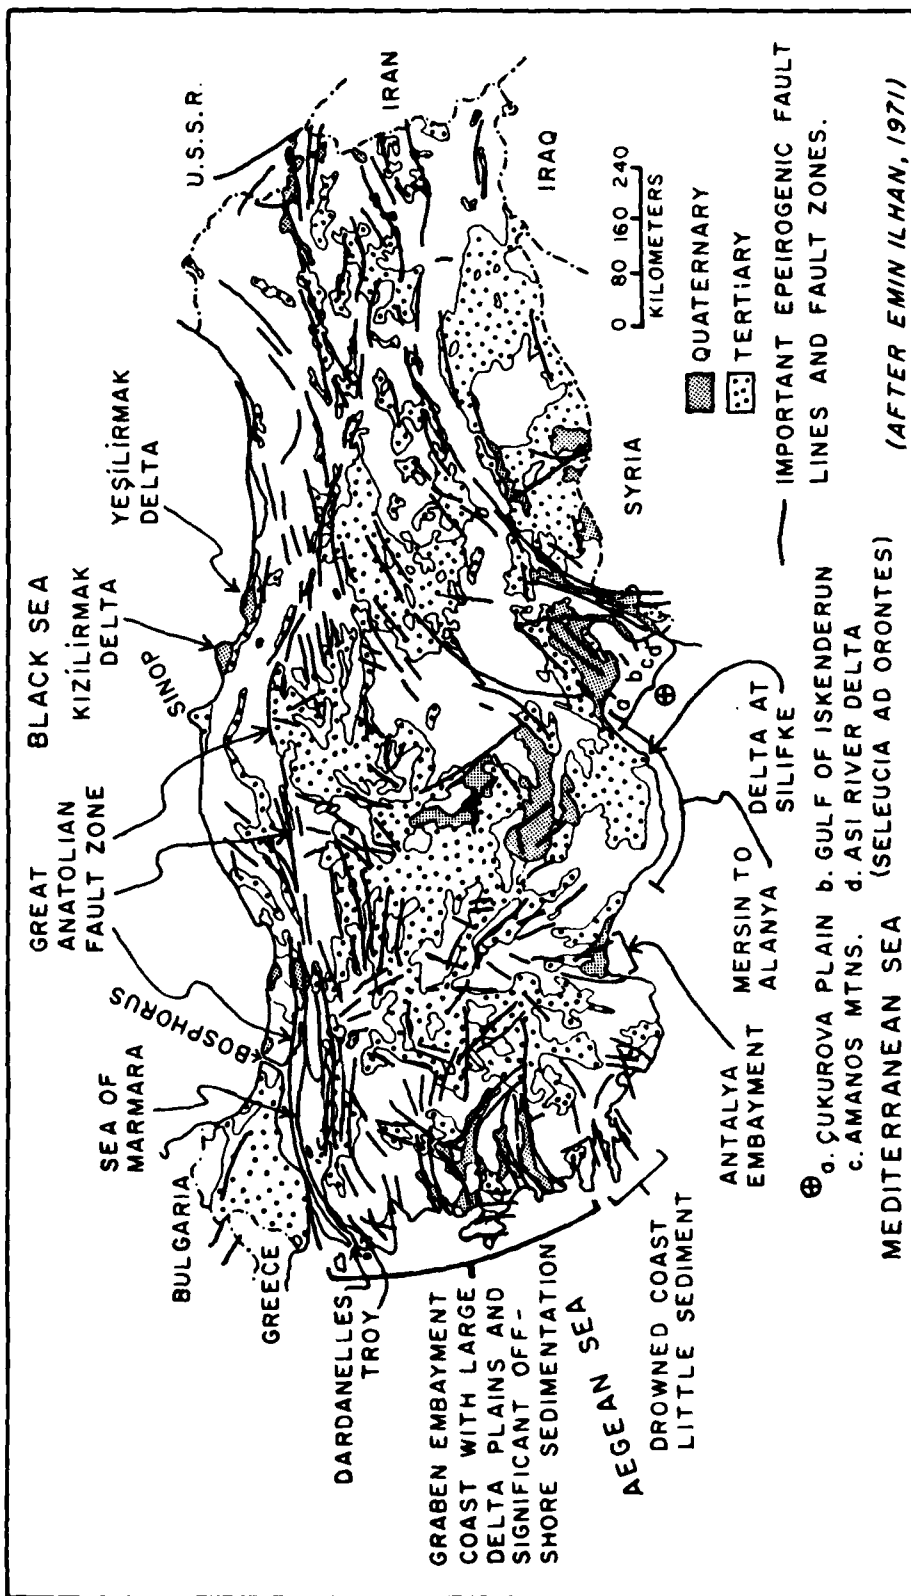 BLACK SEA
GREAT
ANATOLIAN
FAULT ZONE
KIZILIRMAK
DELTA
YEŞİLİRMAK
DELTA
SINOP
BOSPHORUS
SEA OF
MARMARA
BULGARIA
GREECE
U.S.S.R.
IRAN
IRAQ
SYRIA
DARDANELLES
TROY
GRABEN EMBAYMENT
COAST WITH LARGE
DELTA PLAINS AND
SIGNIFICANT OFF-
SHORE SEDIMENTATION
AEGEAN SEA
DROWNED COAST
LITTLE SEDIMENT
ANTALYA
EMBAYMENT
MERSIN TO
ALANYA
DELTA AT
SILIFKE
a
b
c
d
0 80 160 240
KILOMETERS
QUATERNARY
TERTIARY
IMPORTANT EPEIROGENIC FAULT
LINES AND FAULT ZONES.
⊕ a. ÇUKUROVA PLAIN b. GULF OF ISKENDERUN
c. AMANOS MTNS. d. ASI RIVER DELTA
(SELEUCIA AD ORONTES)
MEDITERRANEAN SEA
(AFTER EMIN ILHAN, 1971)